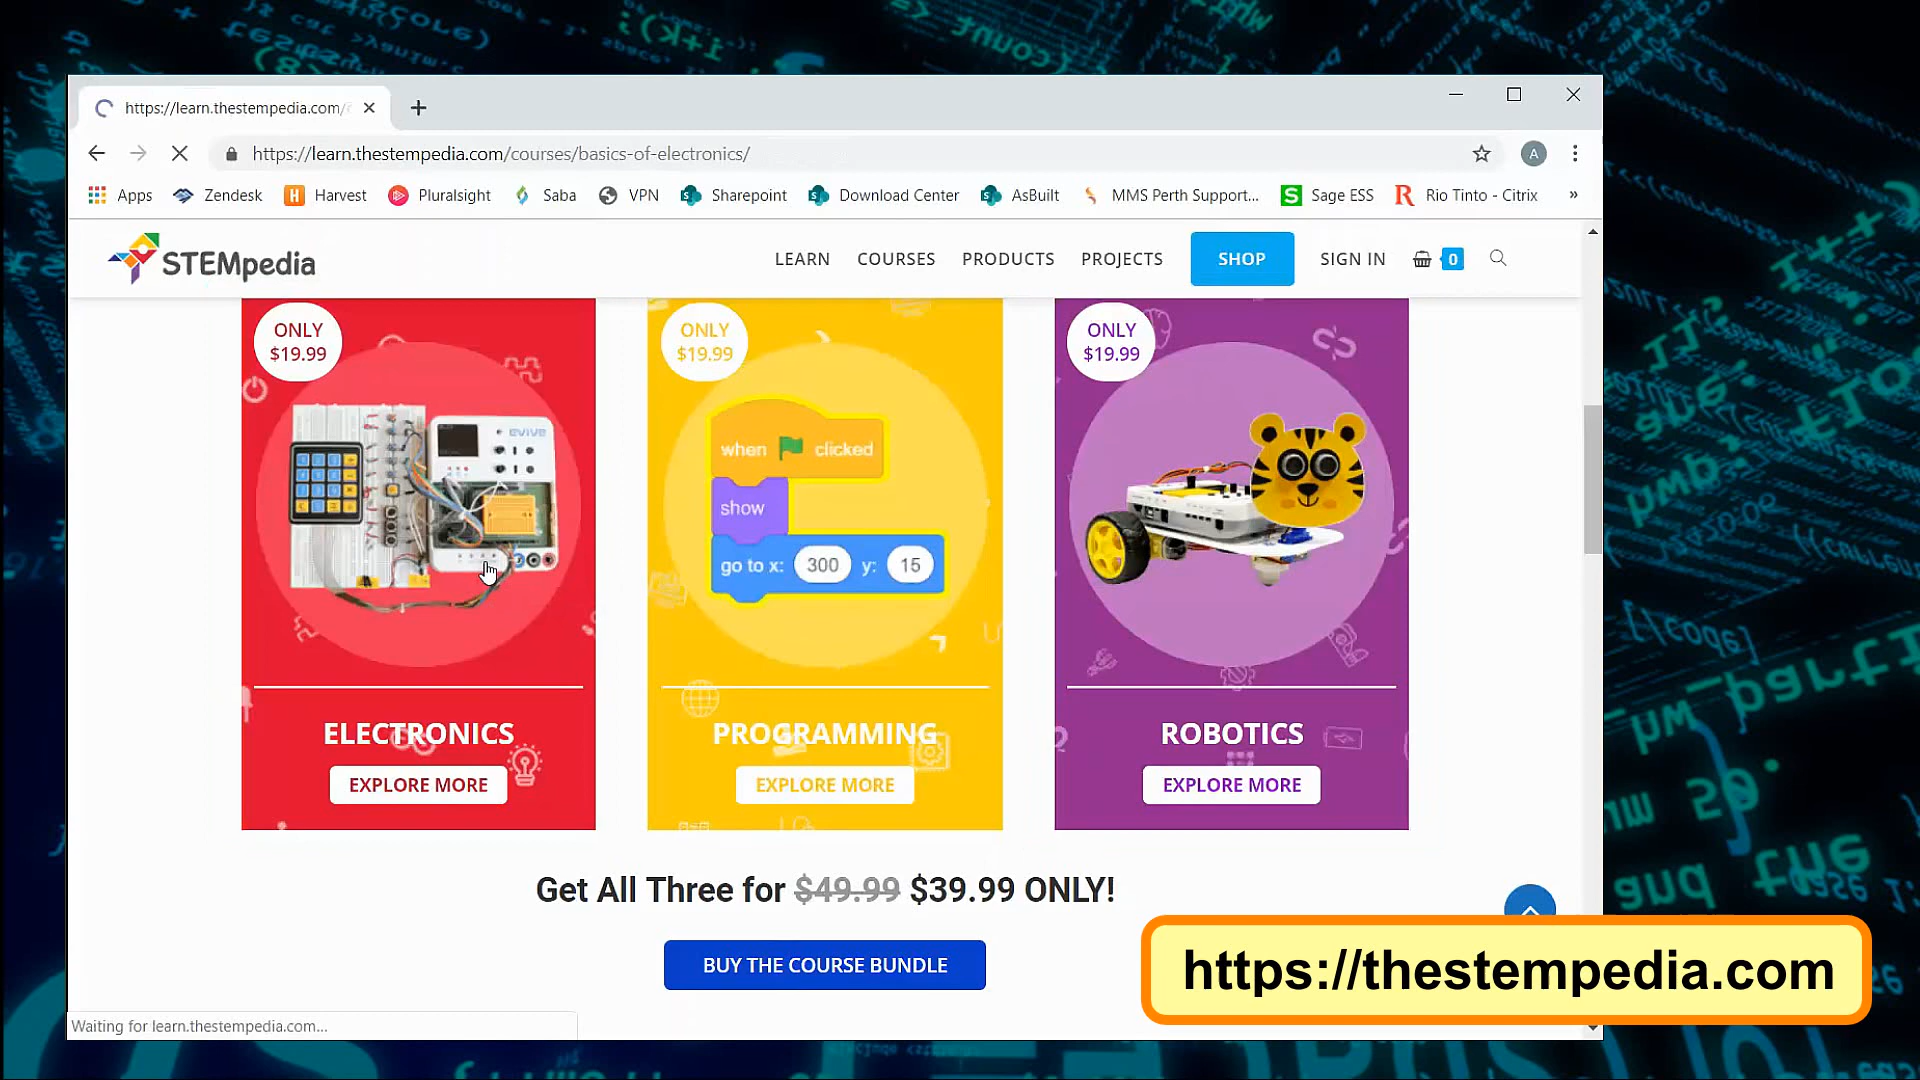 https://learn.thestempedia.com/
https://learn.thestempedia.com/courses/basics-of-electronics/
A
Apps Zendesk Harvest Pluralsight Saba VPN Sharepoint Download Center AsBuilt MMS Perth Support... Sage ESS Rio Tinto - Citrix »
STEMpedia LEARN COURSES PRODUCTS PROJECTS SHOP SIGN IN 0
ONLY
$19.99
evive
ELECTRONICS
EXPLORE MORE
ONLY
$19.99
when clicked
show
go to x: 300 y: 15
PROGRAMMING
EXPLORE MORE
ONLY
$19.99
ROBOTICS
EXPLORE MORE
Get All Three for $49.99 $39.99 ONLY!
BUY THE COURSE BUNDLE
https://thestempedia.com
Waiting for learn.thestempedia.com...